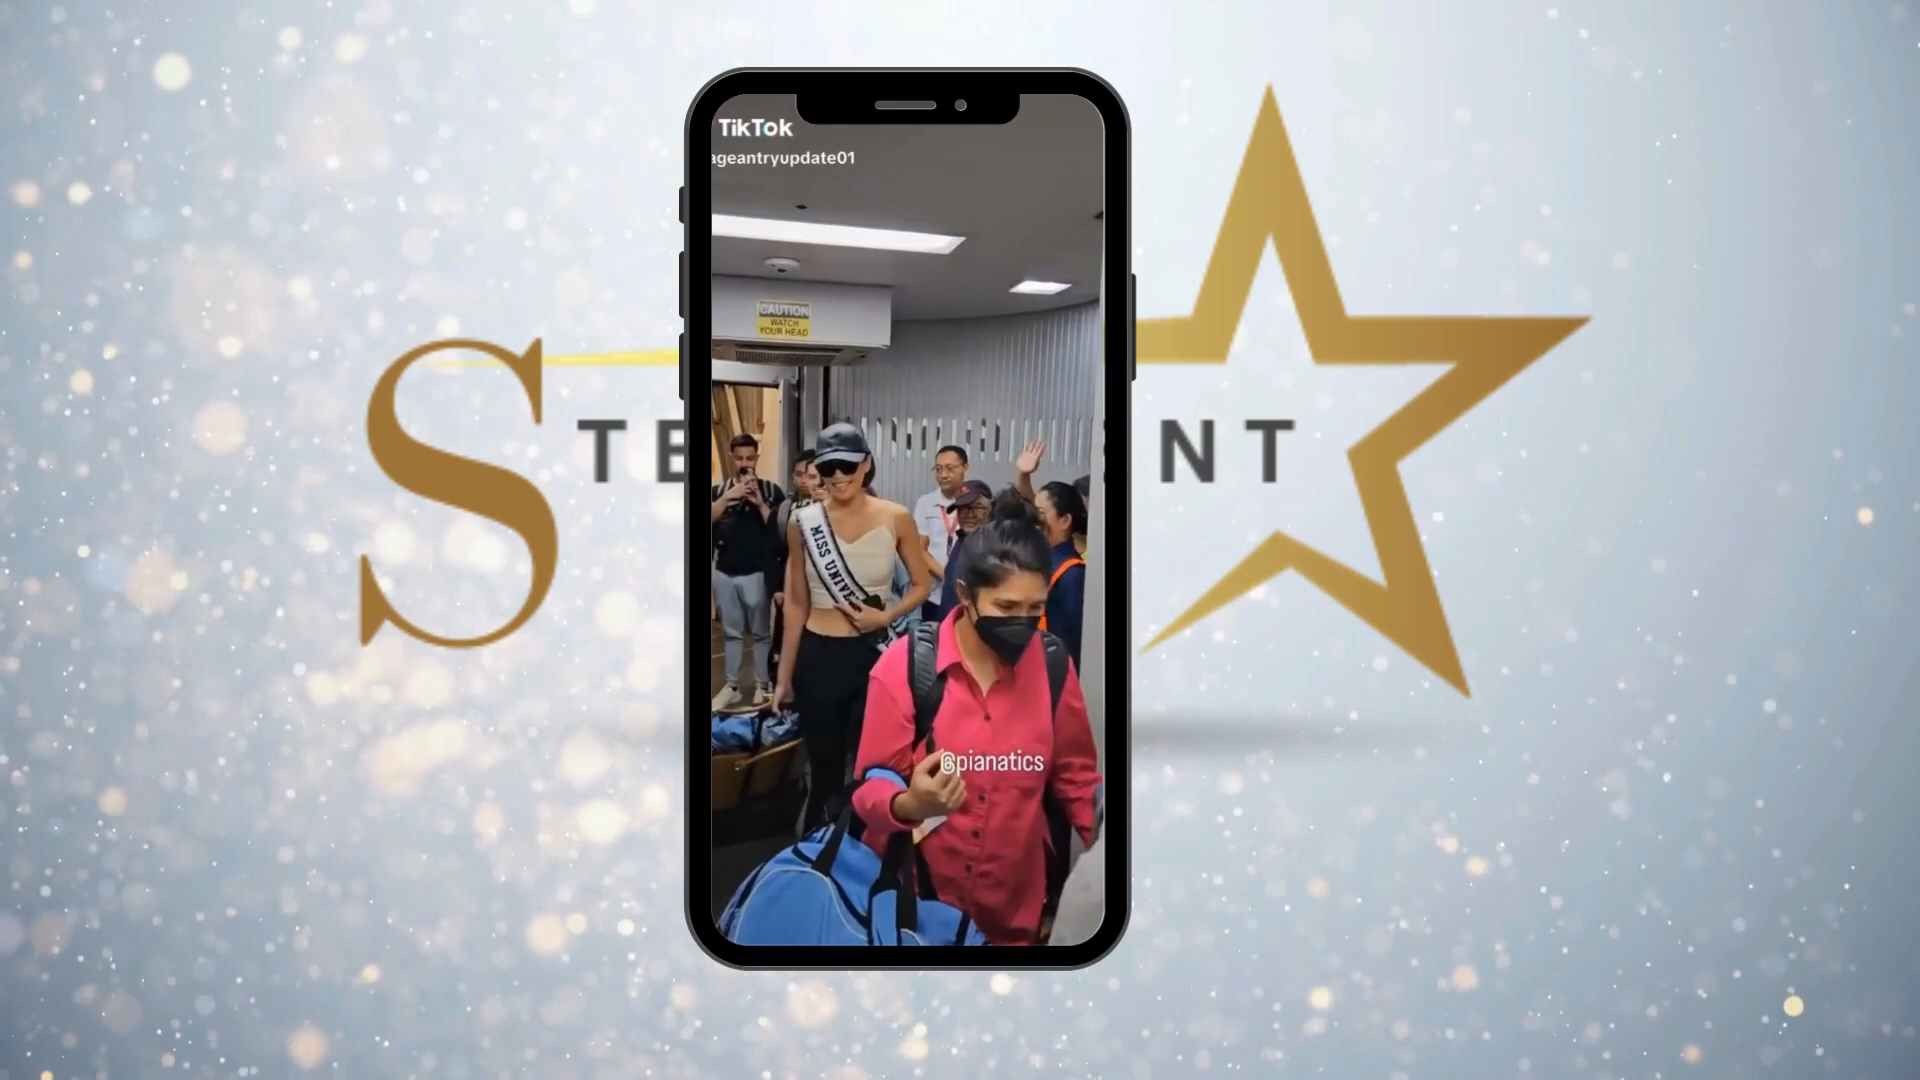 TikTok
ageantryupdate01
CAUTION
WATCH
YOUR HEAD
S
TE
NT
MISS UNIVE
@pianatics